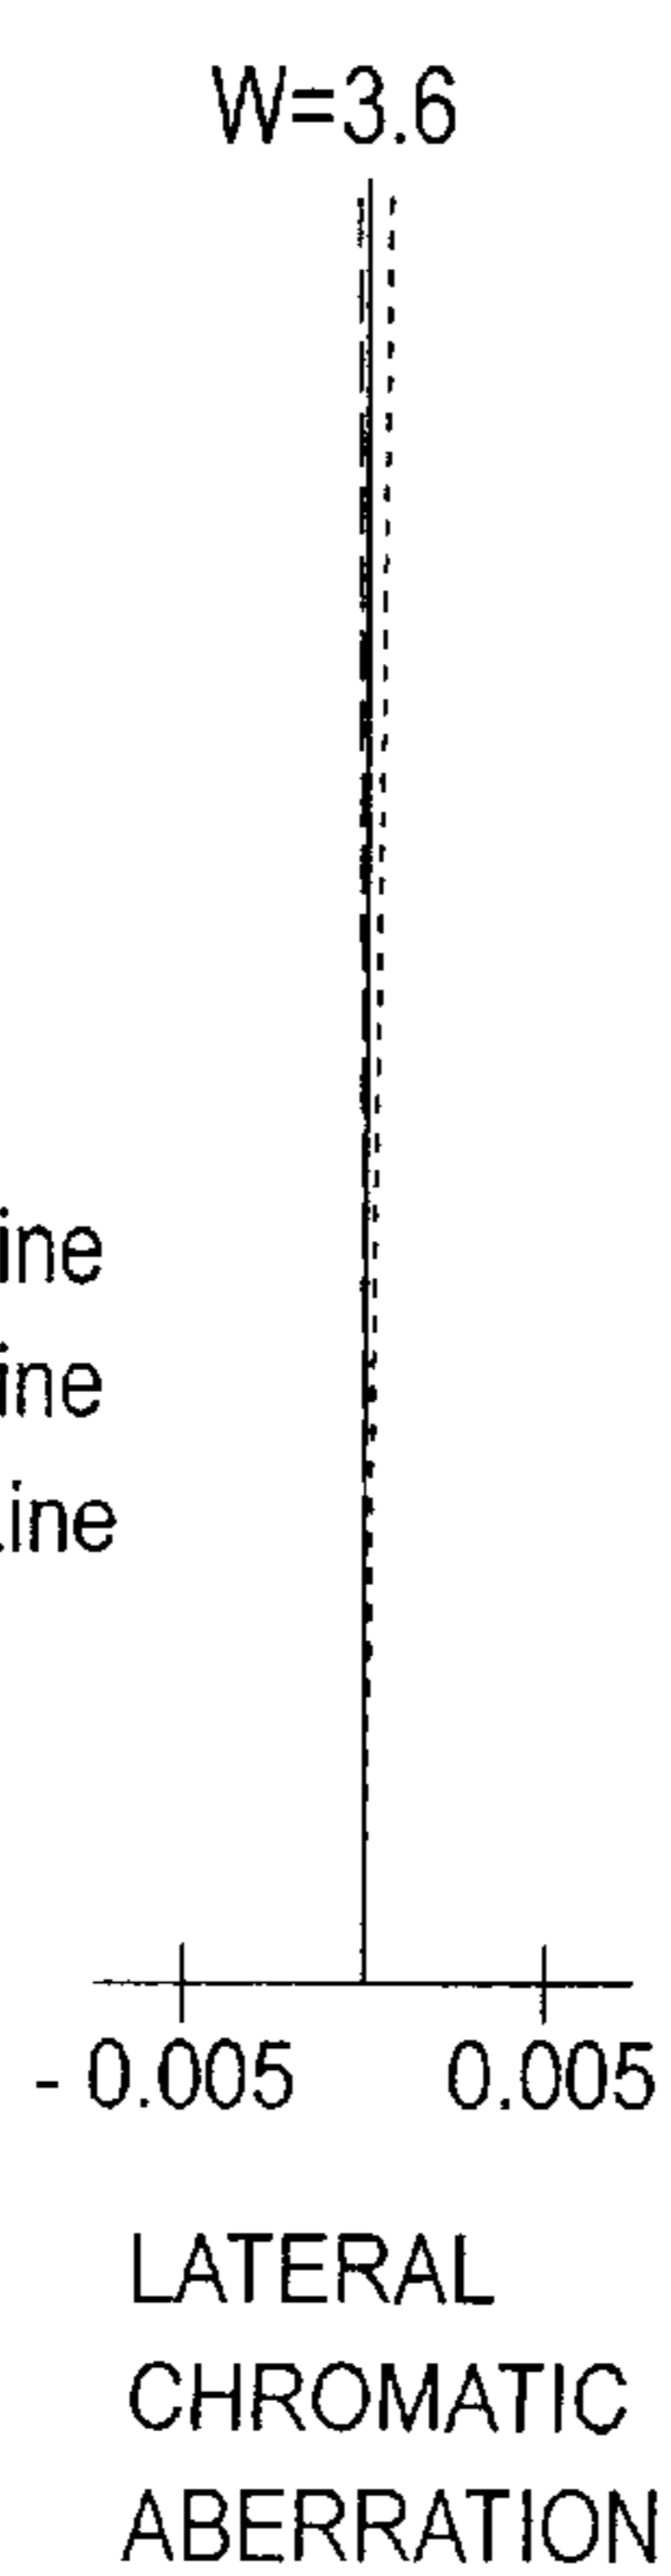 W=3.6
ine
ine
ine
- 0.005 0.005
LATERAL
CHROMATIC
ABERRATION